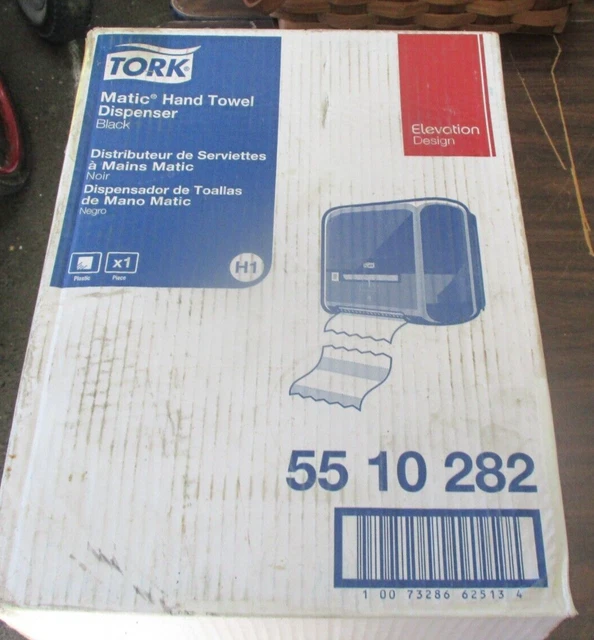 TORK
Matic® Hand Towel
Dispenser
Black
Distributeur de Serviettes
à Mains Matic
Noir
Dispensador de Toallas
de Mano Matic
Negro
x1
Plastic
Piece
H1
Elevation
Design
TORK
55 10 282
1 00 73286 62513 4